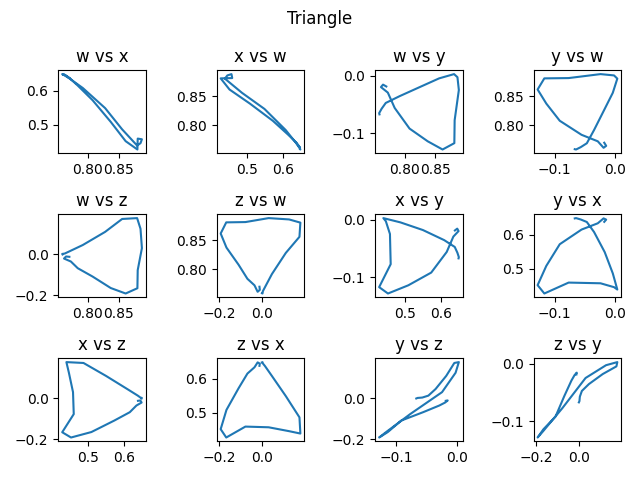 Triangle
w vs x
x vs w
w vs y
y vs w
0.6
0.5
0.80 0.85
0.85
0.80
0.5 0.6
0.0
−0.1
0.80 0.85
0.85
0.80
−0.1 0.0
w vs z
z vs w
x vs y
y vs x
0.0
−0.2
0.80 0.85
0.85
0.80
−0.2 0.0
0.0
−0.1
0.5 0.6
0.6
0.5
−0.1 0.0
x vs z
z vs x
y vs z
z vs y
0.0
−0.2
0.5 0.6
0.6
0.5
−0.2 0.0
0.0
−0.2
−0.1 0.0
0.0
−0.1
−0.2 0.0